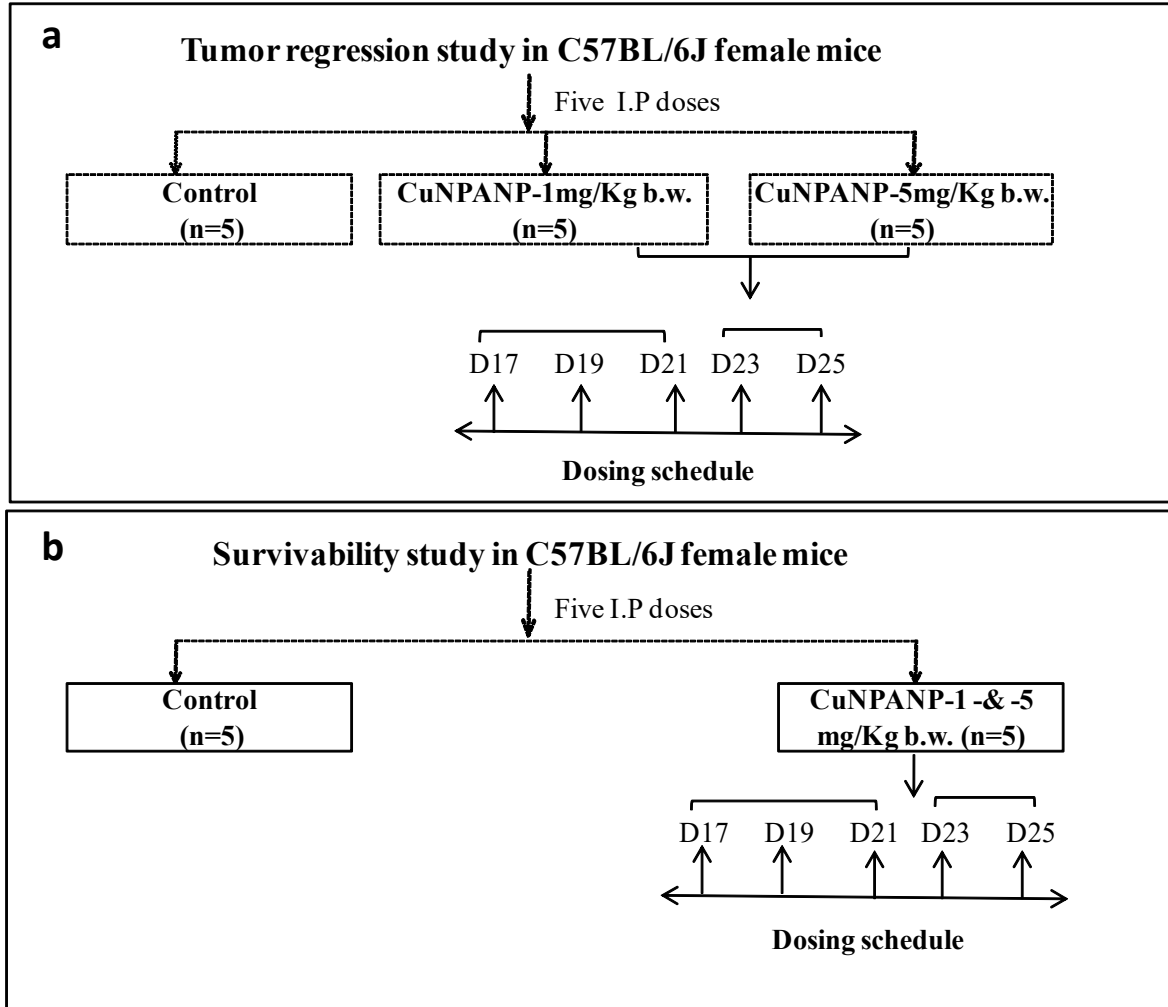 a
Tumor regression study in C57BL/6J female mice
Five I.P doses
Control
(n=5)
CuNPANP-1mg/Kg b.w.
(n=5)
CuNPANP-5mg/Kg b.w.
(n=5)
D17 D19 D21 D23 D25
Dosing schedule
b
Survivability study in C57BL/6J female mice
Five I.P doses
Control
(n=5)
CuNPANP-1 -& -5
mg/Kg b.w. (n=5)
D17 D19 D21 D23 D25
Dosing schedule